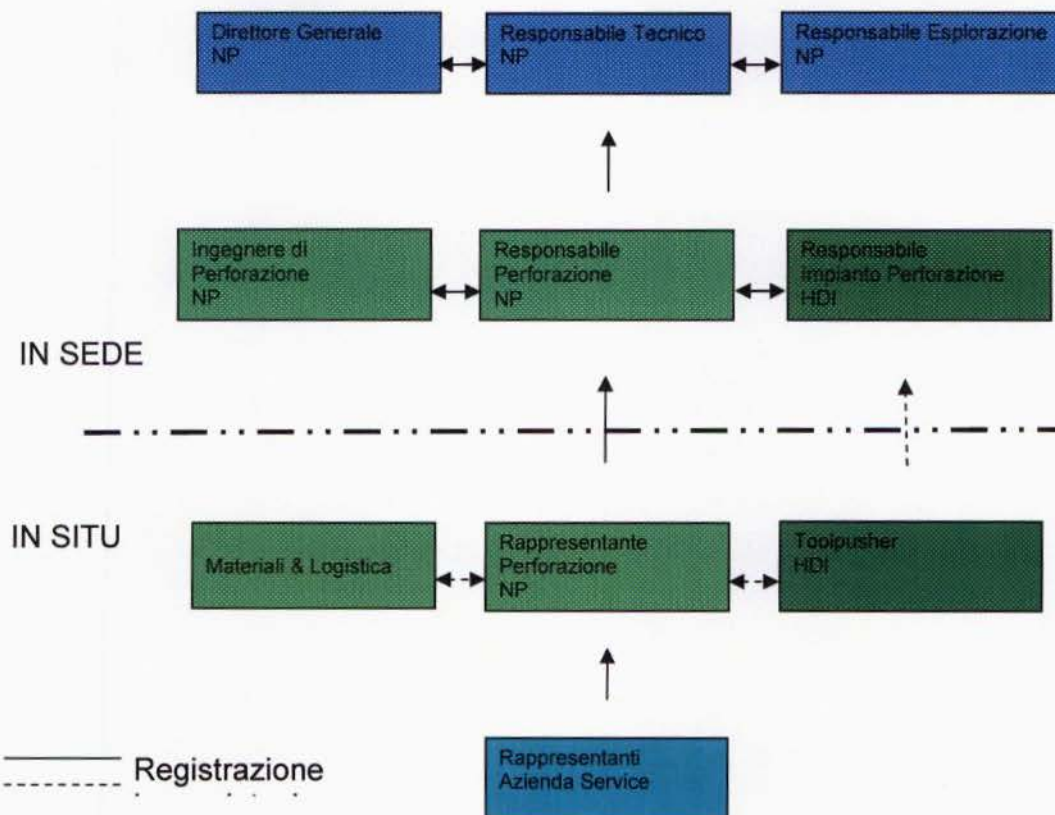 Direttore Generale
NP
Responsabile Tecnico
NP
Responsabile Esplorazione
NP
Ingegnere di
Perforazione
NP
Responsabile
Perforazione
NP
Responsabile
impianto Perforazione
HDI
IN SEDE
IN SITU
Materiali & Logistica
Rappresentante
Perforazione
NP
Toolpusher
HDI
Registrazione
Rappresentanti
Azienda Service